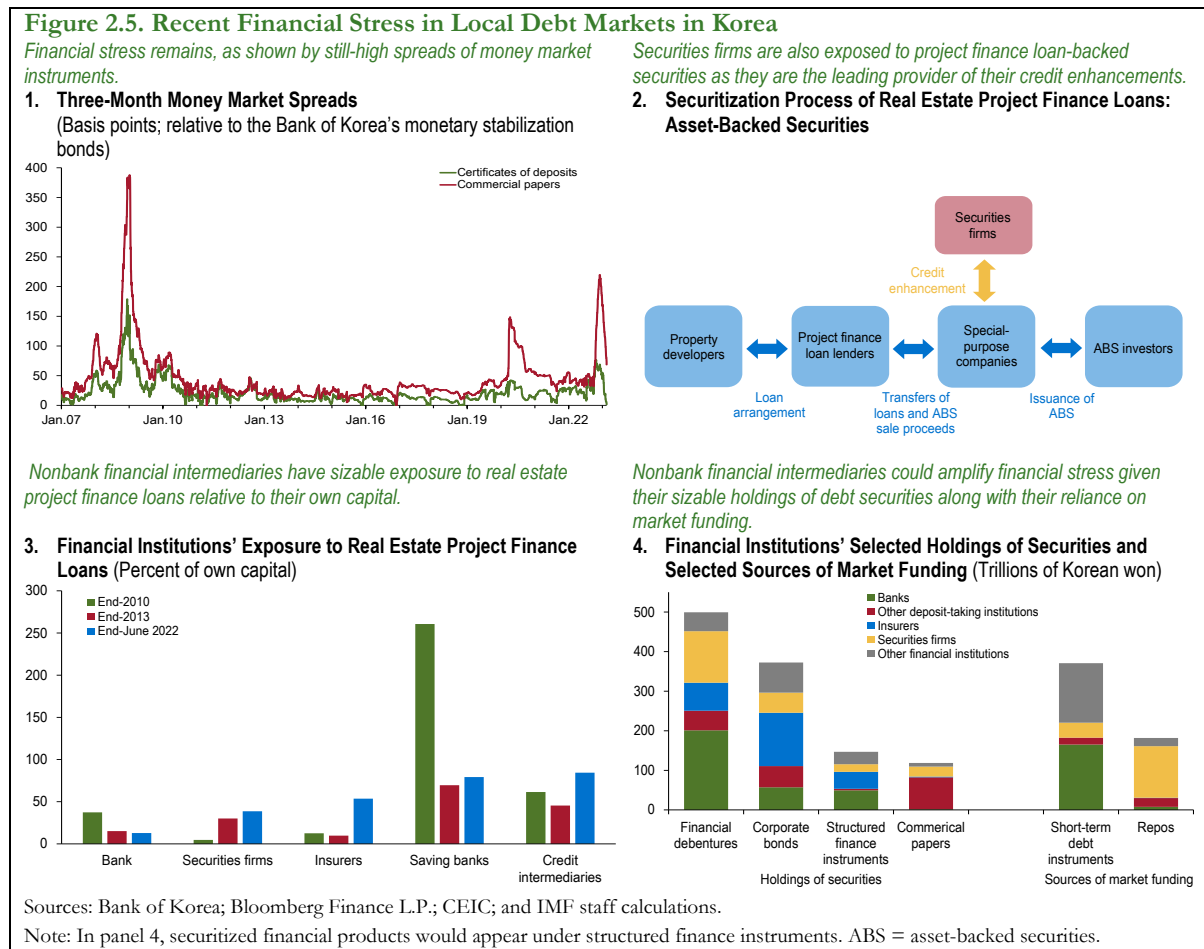 Figure 2.5. Recent Financial Stress in Local Debt Markets in Korea
Financial stress remains, as shown by still-high spreads of money market
instruments.
1. Three-Month Money Market Spreads
(Basis points; relative to the Bank of Korea's monetary stabilization
bonds)
400
350
300
250
200
150
100
50
0
Certificates of deposits
Commercial papers
Jan.07
Jan.10
Jan.13
Jan.16
Jan.19
Jan.22
Securities firms are also exposed to project finance loan-backed
securities as they are the leading provider of their credit enhancements.
2. Securitization Process of Real Estate Project Finance Loans:
Asset-Backed Securities
Securities
firms
Credit
enhancement
Property
developers
Project finance
loan lenders
Special-
purpose
companies
ABS investors
Loan
arrangement
Transfers of
loans and ABS
sale proceeds
Issuance of
ABS
Nonbank financial intermediaries have sizable exposure to real estate
project finance loans relative to their own capital.
3. Financial Institutions' Exposure to Real Estate Project Finance
Loans (Percent of own capital)
300
250
200
150
100
50
0
End-2010
End-2013
End-June 2022
Bank
Securities firms
Insurers
Saving banks
Credit
intermediaries
Nonbank financial intermediaries could amplify financial stress given
their sizable holdings of debt securities along with their reliance on
market funding.
4. Financial Institutions' Selected Holdings of Securities and
Selected Sources of Market Funding (Trillions of Korean won)
500
400
300
200
100
0
Banks
Other deposit-taking institutions
Insurers
Securities firms
Other financial institutions
Financial
debentures
Corporate
bonds
Structured
finance
instruments
Commerical
papers
Short-term
debt
instruments
Repos
Holdings of securities
Sources of market funding
Sources: Bank of Korea; Bloomberg Finance L.P.; CEIC; and IMF staff calculations.
Note: In panel 4, securitized financial products would appear under structured finance instruments. ABS = asset-backed securities.